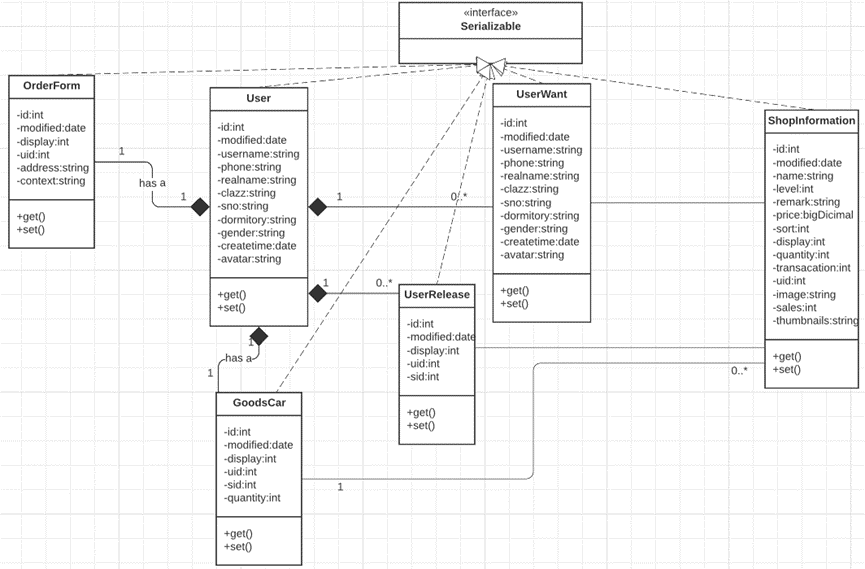 «interface»
Serializable
OrderForm
-id:int
-modified:date
-display:int
-uid:int
-address:string
-context:string
+get()
+set()
1
has a
1
User
-id:int
-modified:date
-username:string
-phone:string
-realname:string
-clazz:string
-sno:string
-dormitory:string
-gender:string
-createtime:date
-avatar:string
+get()
+set()
1
0..*
1
0..*
1
has a
1
UserWant
-id:int
-modified:date
-username:string
-phone:string
-realname:string
-clazz:string
-sno:string
-dormitory:string
-gender:string
-createtime:date
-avatar:string
+get()
+set()
ShopInformation
-id:int
-modified:date
-name:string
-level:int
-remark:string
-price:bigDicimal
-sort:int
-display:int
-quantity:int
-transacation:int
-uid:int
-image:string
-sales:int
-thumbnails:string
+get()
+set()
UserRelease
-id:int
-modified:date
-display:int
-uid:int
-sid:int
+get()
+set()
GoodsCar
-id:int
-modified:date
-display:int
-uid:int
-sid:int
-quantity:int
+get()
+set()
1
0..*